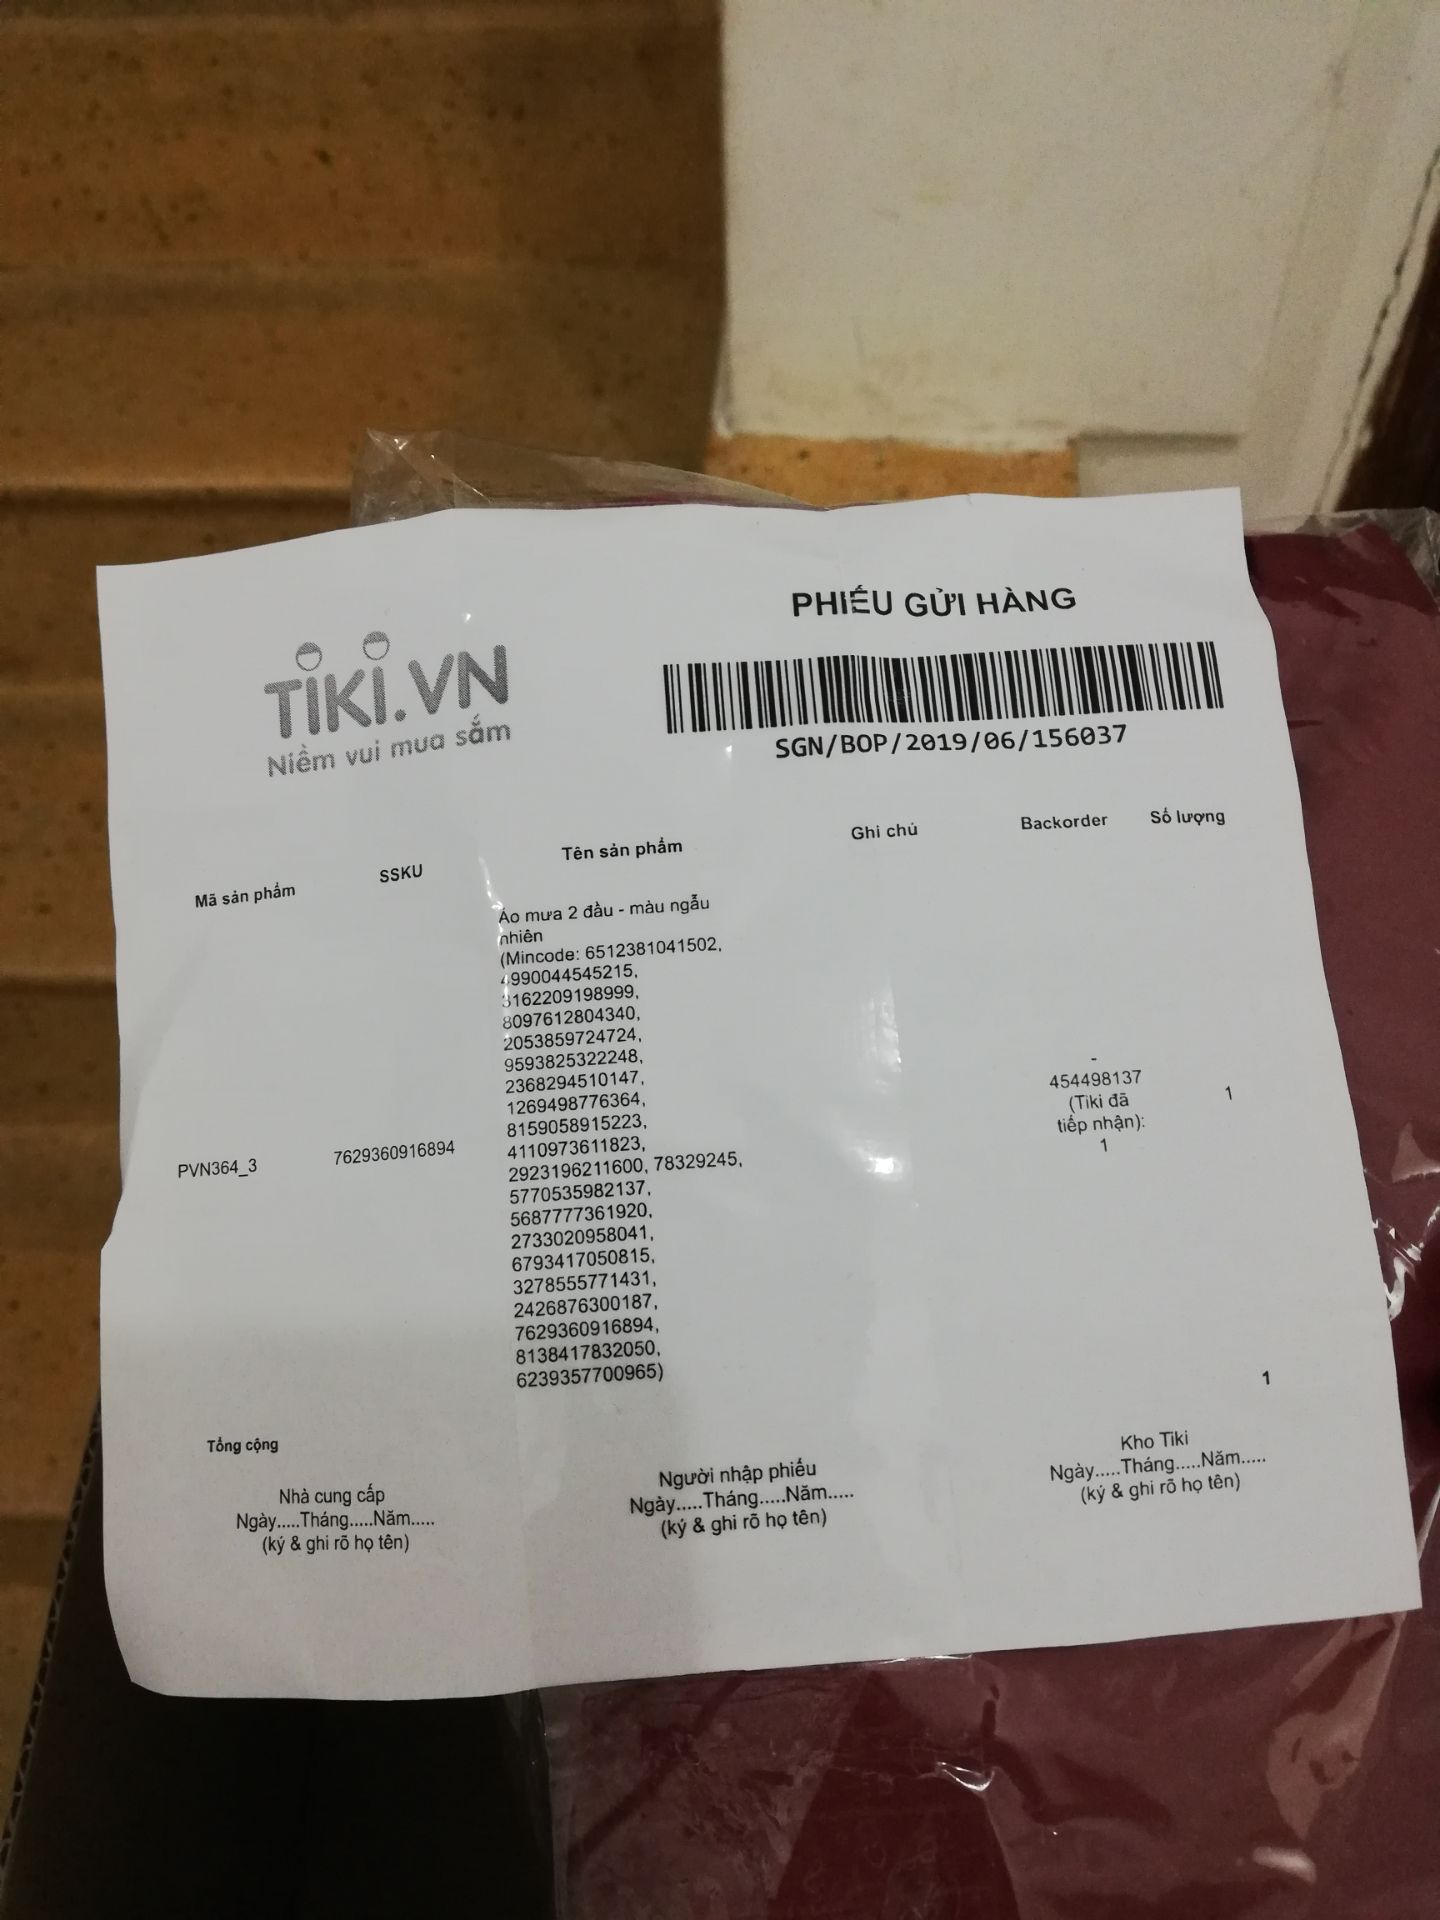 TIKI.VN
Niềm vui mua sắm
PHIẾU GỬI HÀNG
SGN/BOP/2019/06/156037
Mã sản phẩm SSKU Tên sản phẩm Ghi chú Backorder Số lượng
Áo mưa 2 đầu - màu ngẫu
nhiên
(Mincode: 6512381041502,
4990044545215,
3162209198999,
8097612804340,
2053859724724,
9593825322248,
2368294510147,
1269498776364,
8159058915223,
4110973611823,
2923196211600, 78329245,
5770535982137,
5687777361920,
2733020958041,
6793417050815,
3278555771431,
2426876300187,
7629360916894,
8138417832050,
6239357700965)
PVN364_3 7629360916894
-
454498137
(Tiki đã
tiếp nhận):
1
1
Tổng cộng 1
Nhà cung cấp
Ngày.....Tháng.....Năm.....
(ký & ghi rõ họ tên)
Người nhập phiếu
Ngày.....Tháng.....Năm.....
(ký & ghi rõ họ tên)
Kho Tiki
Ngày.....Tháng.....Năm.....
(ký & ghi rõ họ tên)